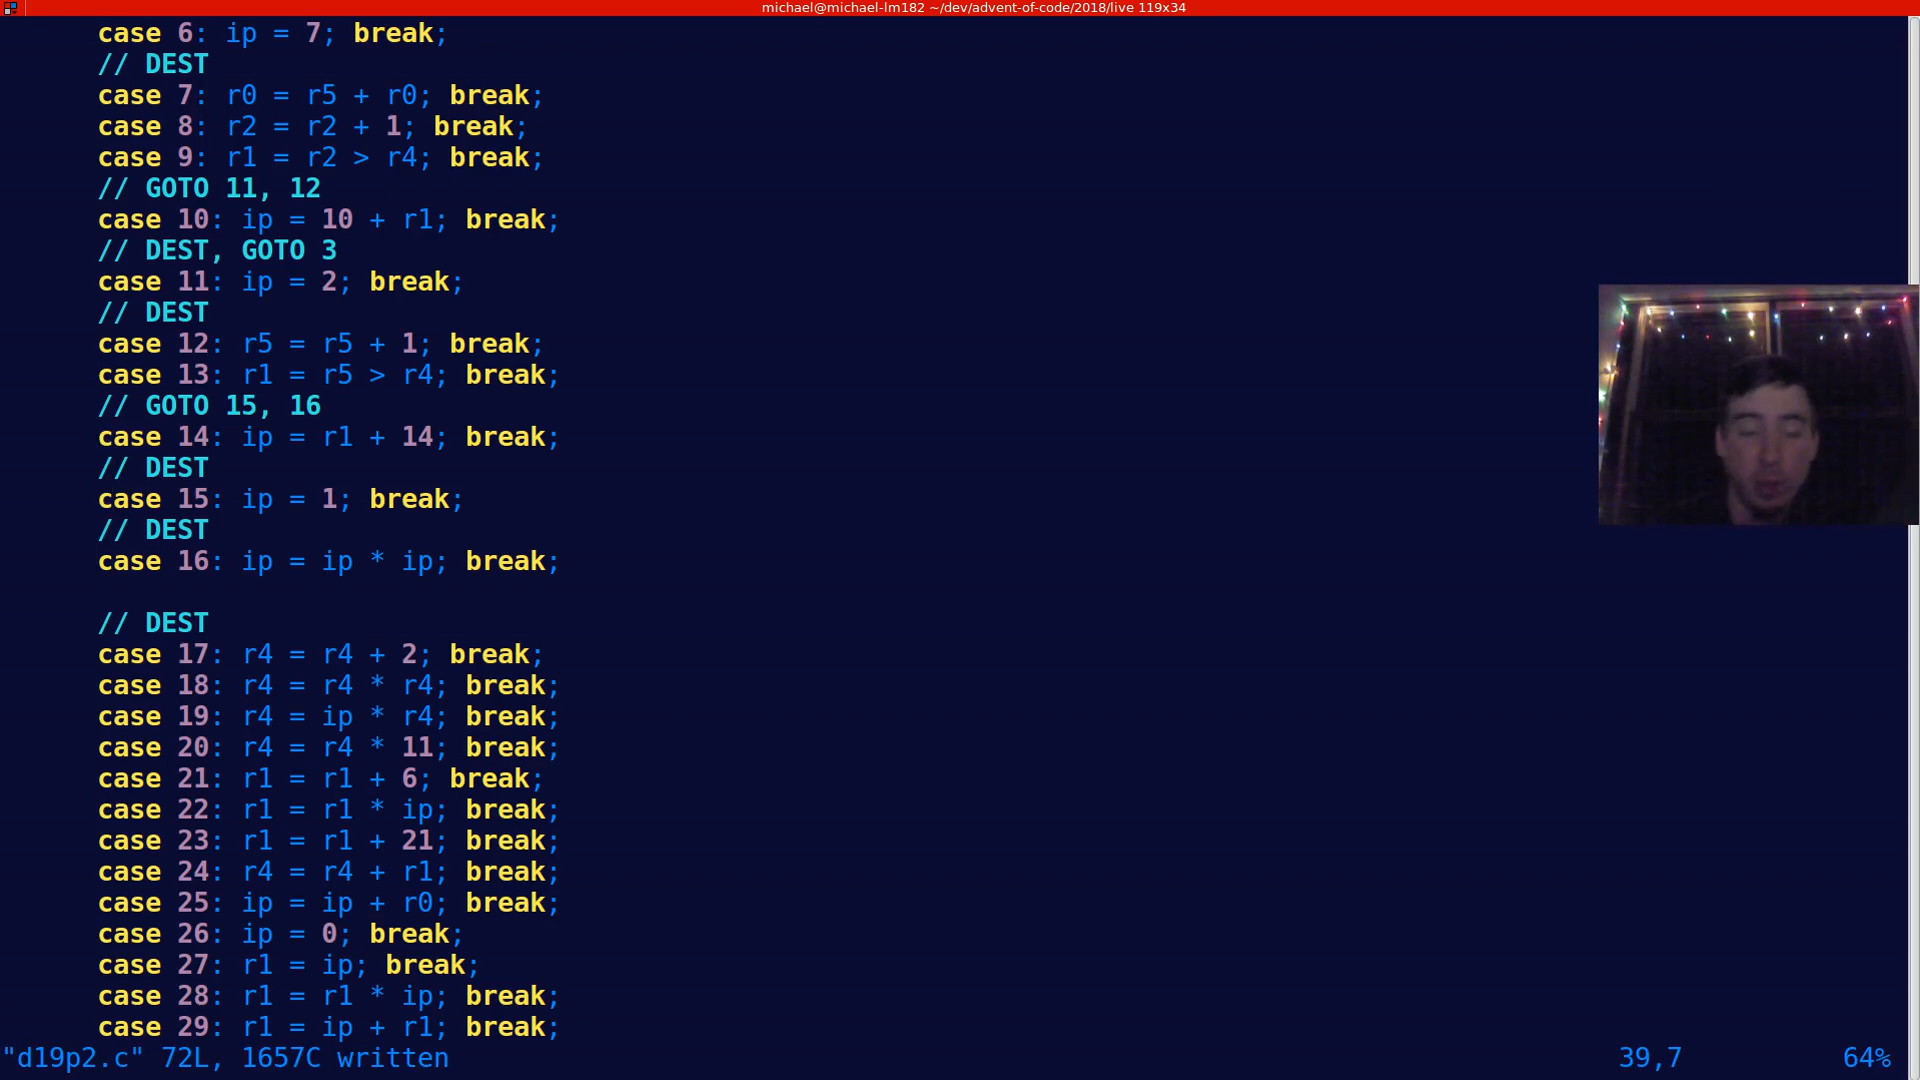 michael@michael-lm182 ~/dev/advent-of-code/2018/live 119x34
case 6: ip = 7; break;
// DEST
case 7: r0 = r5 + r0; break;
case 8: r2 = r2 + 1; break;
case 9: r1 = r2 > r4; break;
// GOTO 11, 12
case 10: ip = 10 + r1; break;
// DEST, GOTO 3
case 11: ip = 2; break;
// DEST
case 12: r5 = r5 + 1; break;
case 13: r1 = r5 > r4; break;
// GOTO 15, 16
case 14: ip = r1 + 14; break;
// DEST
case 15: ip = 1; break;
// DEST
case 16: ip = ip * ip; break;
// DEST
case 17: r4 = r4 + 2; break;
case 18: r4 = r4 * r4; break;
case 19: r4 = ip * r4; break;
case 20: r4 = r4 * 11; break;
case 21: r1 = r1 + 6; break;
case 22: r1 = r1 * ip; break;
case 23: r1 = r1 + 21; break;
case 24: r4 = r4 + r1; break;
case 25: ip = ip + r0; break;
case 26: ip = 0; break;
case 27: r1 = ip; break;
case 28: r1 = r1 * ip; break;
case 29: r1 = ip + r1; break;
"d19p2.c" 72L, 1657C written 39,7 64%